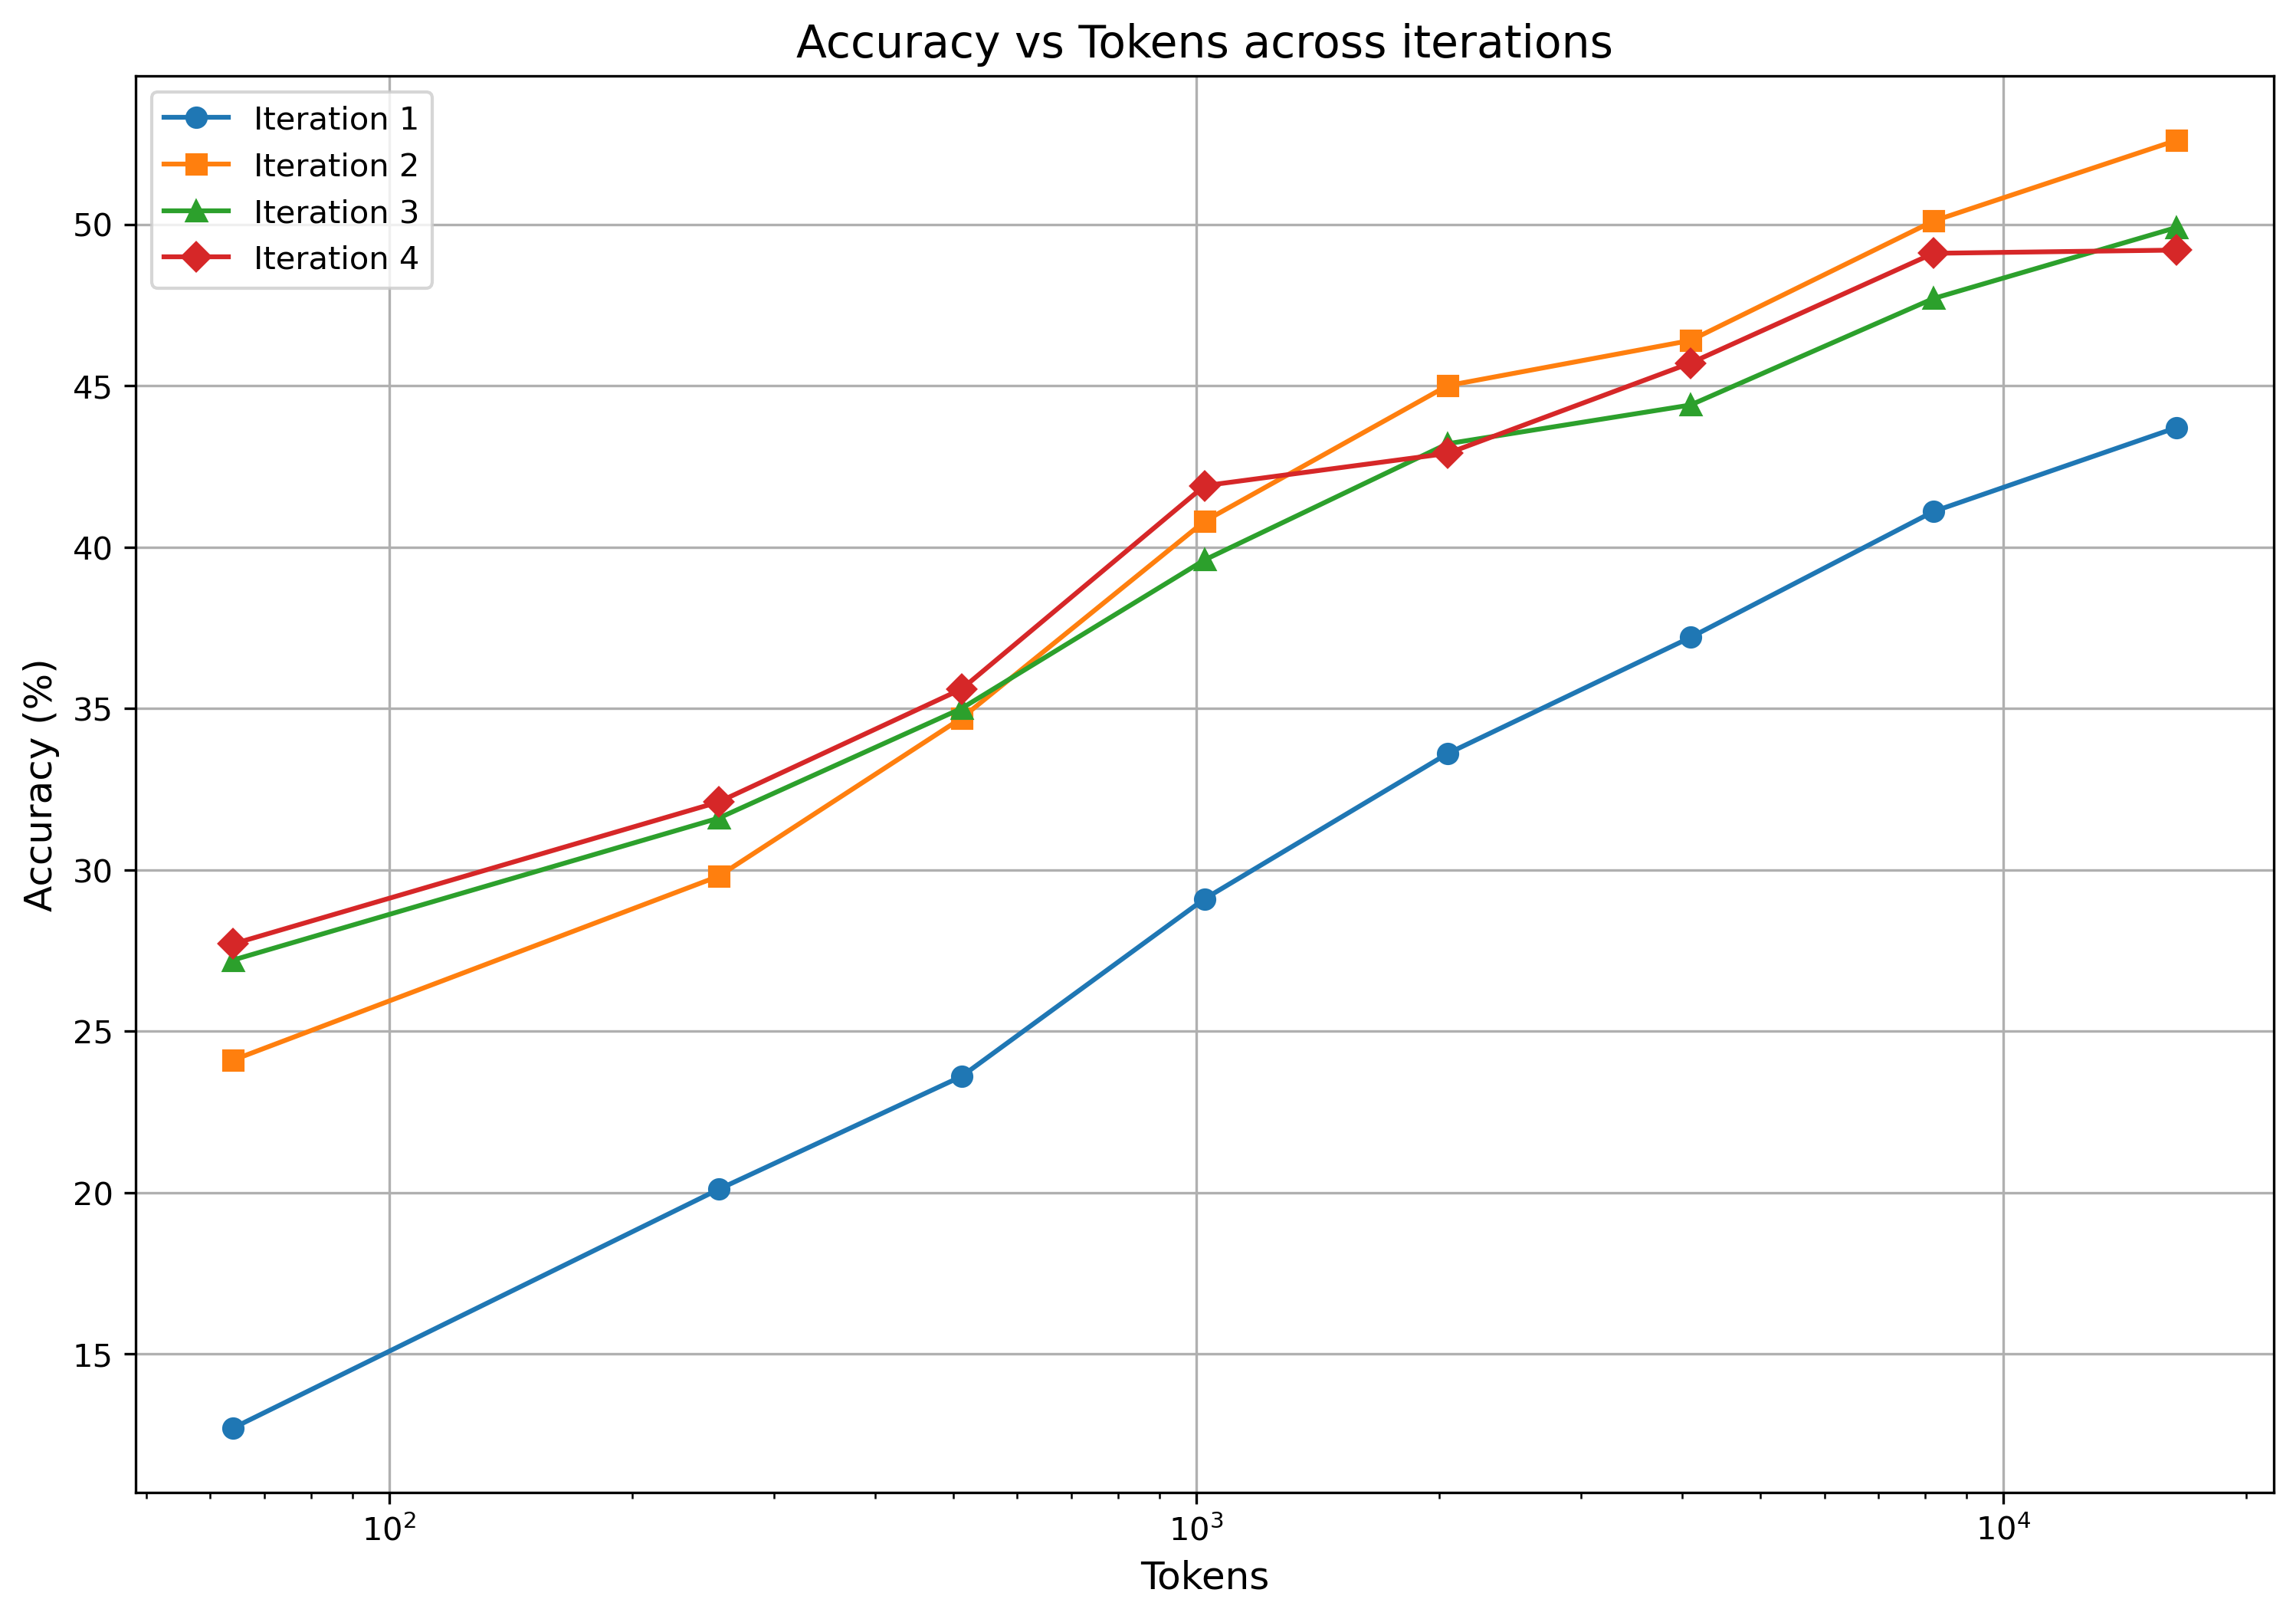 Accuracy vs Tokens across iterations
Iteration 1
Iteration 2
Iteration 3
Iteration 4
Accuracy (%)
50
45
40
35
30
25
20
15
10²
10³
10⁴
Tokens